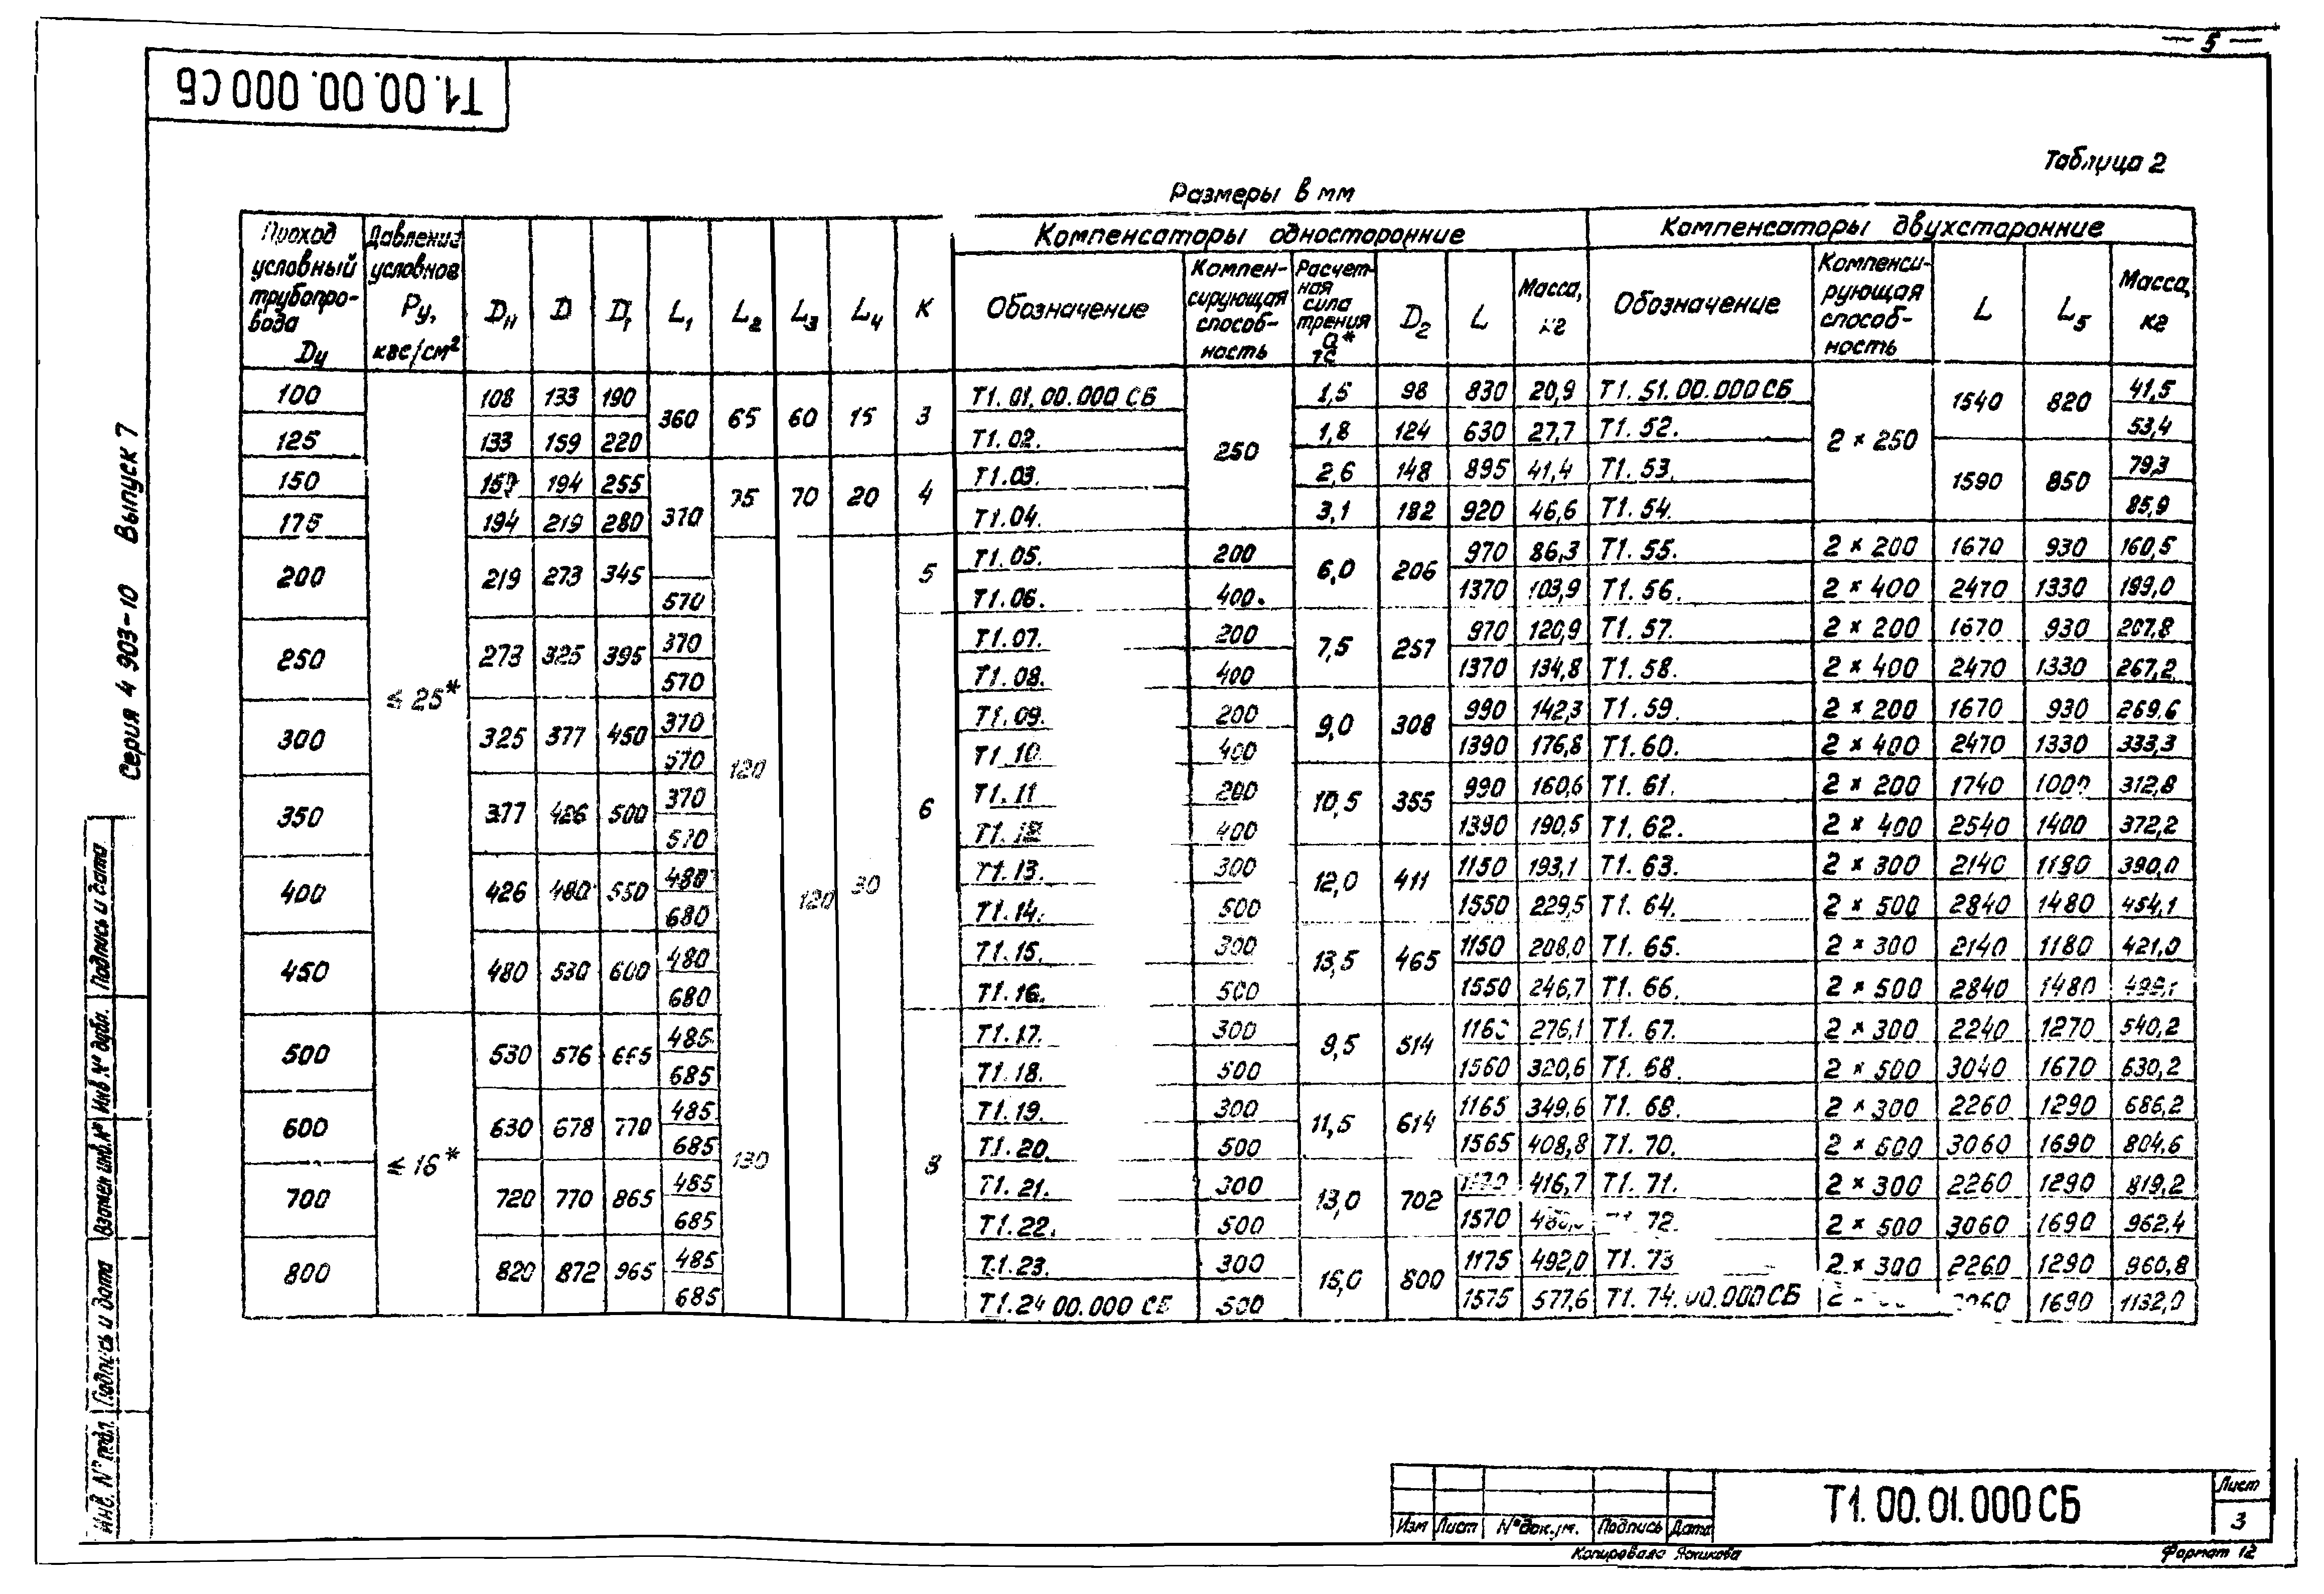 — 5 —
Т1.00.00.000 СБ
Таблица 2
Размеры в мм
Проход условный трубопровода Dу | Давление условное Ру, кгс/см² | Dн | D | D₁ | L₁ | L₂ | L₃ | L₄ | К | Компенсаторы односторонние | Компенсаторы двухсторонние
Обозначение | Компенсирующая способность | Расчетная сила трения Q* тс | D₂ | L | Масса, кг | Обозначение | Компенсирующая способность | L | L₅ | Масса, кг
100 | ≤ 25* | 108 | 133 | 190 | 360 | 65 | 60 | 15 | 3 | Т1.01.00.000 СБ | 250 | 1,5 | 98 | 830 | 20,9 | Т1.51.00.000 СБ | 2 × 250 | 1540 | 820 | 41,5
125 | 133 | 159 | 220 | Т1.02. | 1,8 | 124 | 630 | 27,7 | Т1.52. | 53,4
150 | 159 | 194 | 255 | 370 | 75 | 70 | 20 | 4 | Т1.03. | 2,6 | 148 | 895 | 41,4 | Т1.53. | 1590 | 850 | 79,3
175 | 194 | 219 | 280 | Т1.04. | 3,1 | 182 | 920 | 46,6 | Т1.54. | 85,9
200 | 219 | 273 | 345 | 120 | 120 | 30 | 5 | Т1.05. | 200 | 6,0 | 206 | 970 | 86,3 | Т1.55. | 2 × 200 | 1670 | 930 | 160,5
570 | Т1.06. | 400. | 1370 | 103,9 | Т1.56. | 2 × 400 | 2470 | 1330 | 199,0
250 | 273 | 325 | 395 | 370 | 6 | Т1.07. | 200 | 7,5 | 257 | 970 | 120,9 | Т1.57. | 2 × 200 | 1670 | 930 | 207,8
570 | Т1.08. | 400 | 1370 | 134,8 | Т1.58. | 2 × 400 | 2470 | 1330 | 267,2
300 | 325 | 377 | 450 | 370 | Т1.09. | 200 | 9,0 | 308 | 990 | 142,3 | Т1.59. | 2 × 200 | 1670 | 930 | 269,6
570 | Т1.10. | 400 | 1390 | 176,8 | Т1.60. | 2 × 400 | 2470 | 1330 | 333,3
350 | 377 | 426 | 500 | 370 | Т1.11 | 200 | 10,5 | 355 | 990 | 160,6 | Т1.61. | 2 × 200 | 1740 | 1000 | 312,8
570 | Т1.12 | 400 | 1390 | 190,5 | Т1.62. | 2 × 400 | 2540 | 1400 | 372,2
400 | 426 | 480 | 550 | 480 | Т1.13. | 300 | 12,0 | 411 | 1150 | 193,1 | Т1.63. | 2 × 300 | 2140 | 1180 | 390,0
680 | Т1.14. | 500 | 1550 | 229,5 | Т1.64. | 2 × 500 | 2840 | 1480 | 454,1
450 | 480 | 530 | 600 | 480 | Т1.15. | 300 | 13,5 | 465 | 1150 | 208,0 | Т1.65. | 2 × 300 | 2140 | 1180 | 421,0
680 | Т1.16. | 500 | 1550 | 246,7 | Т1.66. | 2 × 500 | 2840 | 1480
500 | ≤ 16* | 530 | 576 | 665 | 485 | 130 | 8 | Т1.17. | 300 | 9,5 | 514 | 276,1 | Т1.67. | 2 × 300 | 2240 | 1270 | 540,2
685 | Т1.18. | 500 | 1560 | 320,6 | Т1.68. | 2 × 500 | 3040 | 1670 | 630,2
600 | 630 | 678 | 770 | 485 | Т1.19. | 300 | 11,5 | 614 | 1165 | 349,6 | Т1.68. | 2 × 300 | 2260 | 1290 | 686,2
685 | Т1.20. | 500 | 1565 | 408,8 | Т1.70. | 2 × 600 | 3060 | 1690 | 804,6
700 | 720 | 770 | 865 | 485 | Т1.21. | 300 | 13,0 | 702 | 416,7 | Т1.71. | 2 × 300 | 2260 | 1290 | 819,2
685 | Т1.22. | 500 | 1570 | 72. | 2 × 500 | 3060 | 1690 | 962.4
800 | 820 | 872 | 965 | 485 | Т.1.23. | 300 | 15,0 | 800 | 1175 | 492,0 | Т1.73 | 2 × 300 | 2260 | 1290 | 960,8
685 | Т1.24 00.000 СБ | 500 | 1575 | 577,6 | Т1.74.00.000 СБ | 1690 | 1132,0
Серия 4 903-10 Выпуск 7
Подпись и дата
Инв № дубл.
Взамен инв. №
Подпись и дата
Инв. № подл.
Изм Лист № докум. Подпись Дата
Т1.00.01.000 СБ
Лист
3
Копировала Яшикова
Формат 12